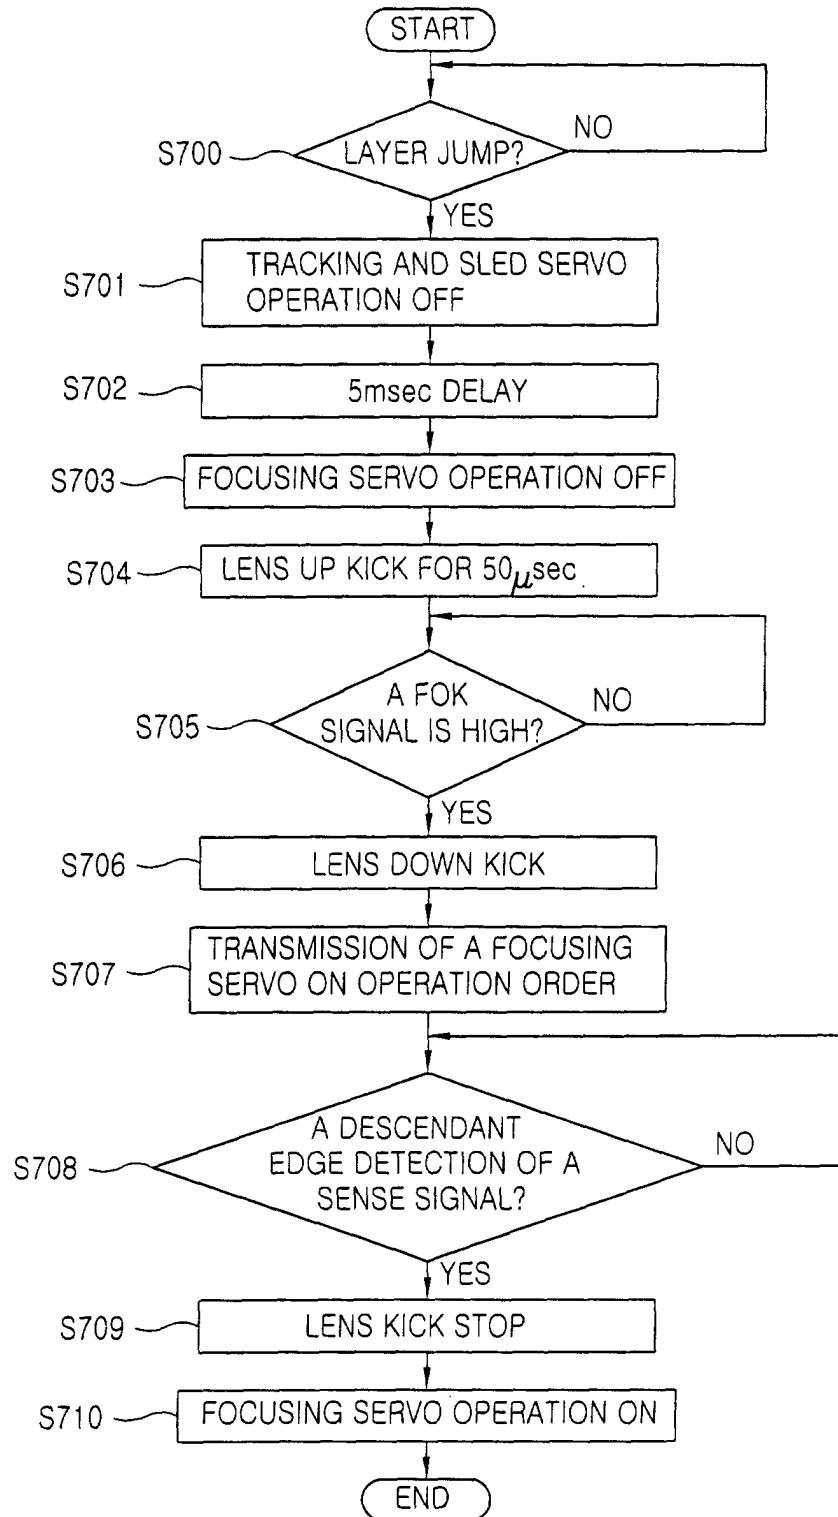 START
S700
LAYER JUMP?
NO
YES
S701
TRACKING AND SLED SERVO
OPERATION OFF
S702
5msec DELAY
S703
FOCUSING SERVO OPERATION OFF
S704
LENS UP KICK FOR 50μsec
S705
A FOK
SIGNAL IS HIGH?
NO
YES
S706
LENS DOWN KICK
S707
TRANSMISSION OF A FOCUSING
SERVO ON OPERATION ORDER
S708
A DESCENDANT
EDGE DETECTION OF A
SENSE SIGNAL?
NO
YES
S709
LENS KICK STOP
S710
FOCUSING SERVO OPERATION ON
END